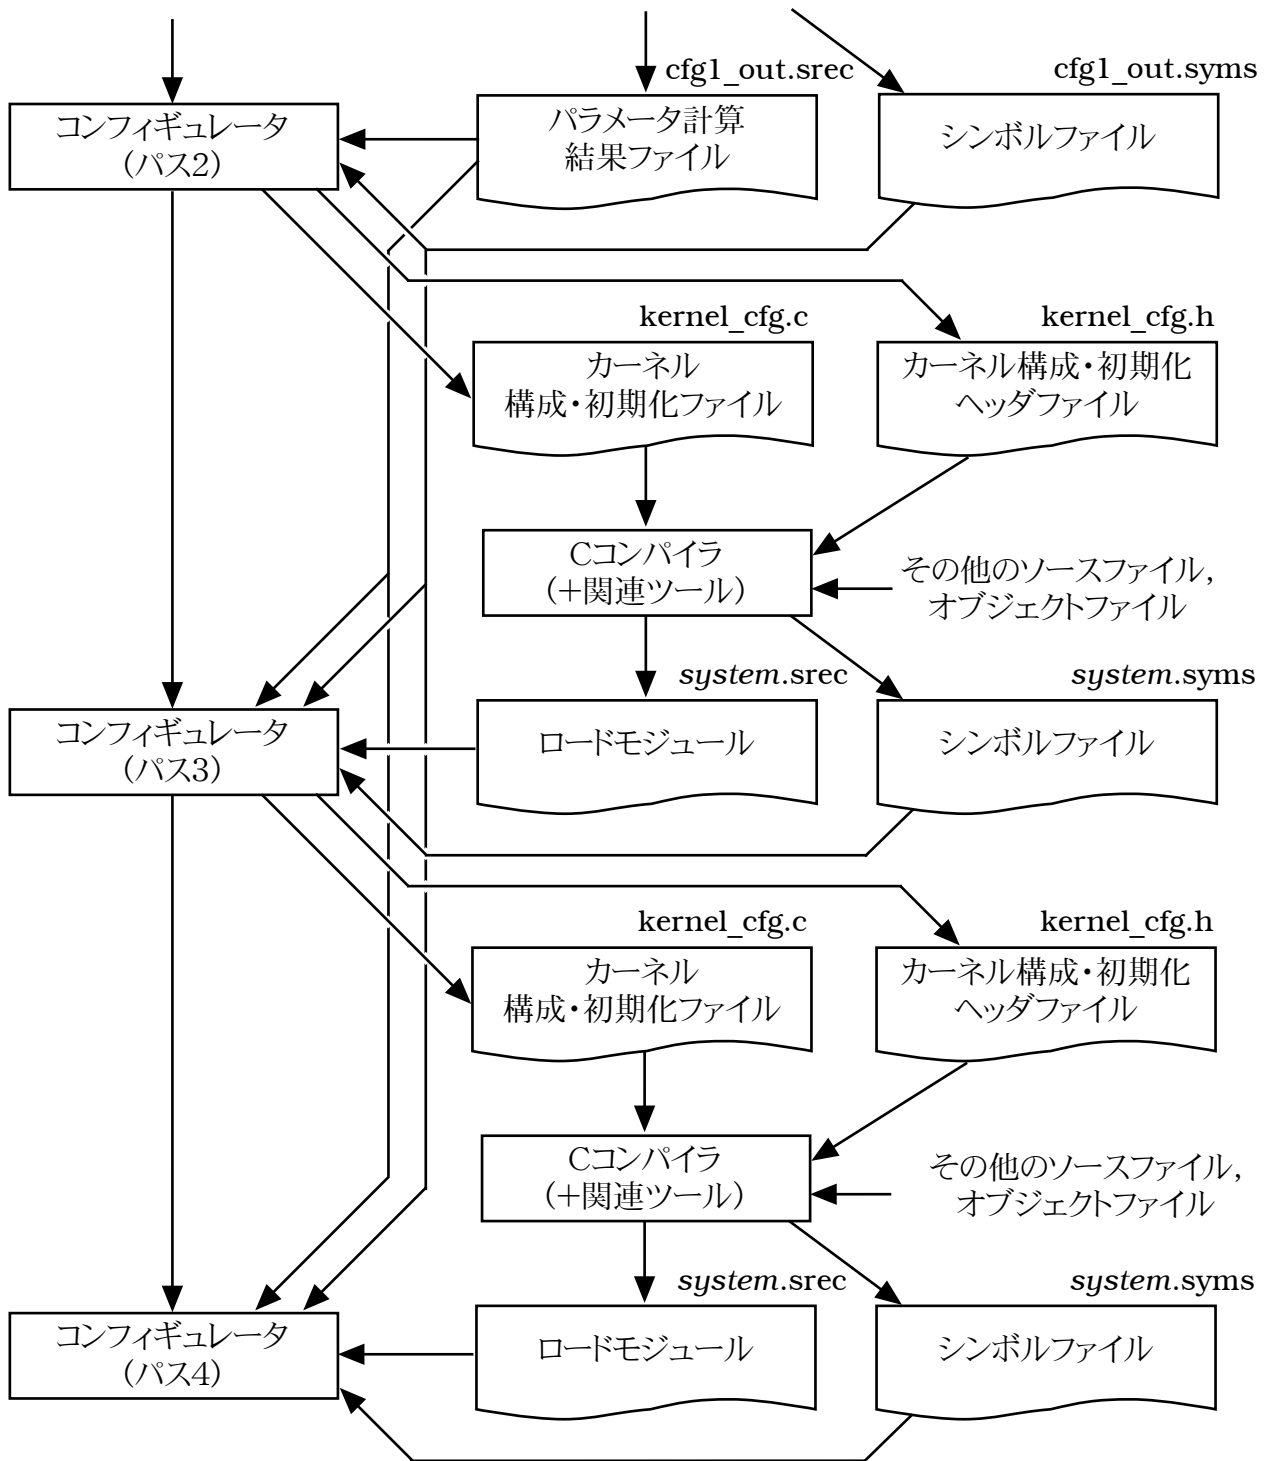 cfg1_out.srec
cfg1_out.syms
コンフィギュレータ
（パス2）
パラメータ計算
結果ファイル
シンボルファイル
kernel_cfg.c
kernel_cfg.h
カーネル
構成・初期化ファイル
カーネル構成・初期化
ヘッダファイル
Cコンパイラ
（＋関連ツール）
その他のソースファイル，
オブジェクトファイル
system.srec
system.syms
コンフィギュレータ
（パス3）
ロードモジュール
シンボルファイル
kernel_cfg.c
kernel_cfg.h
カーネル
構成・初期化ファイル
カーネル構成・初期化
ヘッダファイル
Cコンパイラ
（＋関連ツール）
その他のソースファイル，
オブジェクトファイル
system.srec
system.syms
コンフィギュレータ
（パス4）
ロードモジュール
シンボルファイル